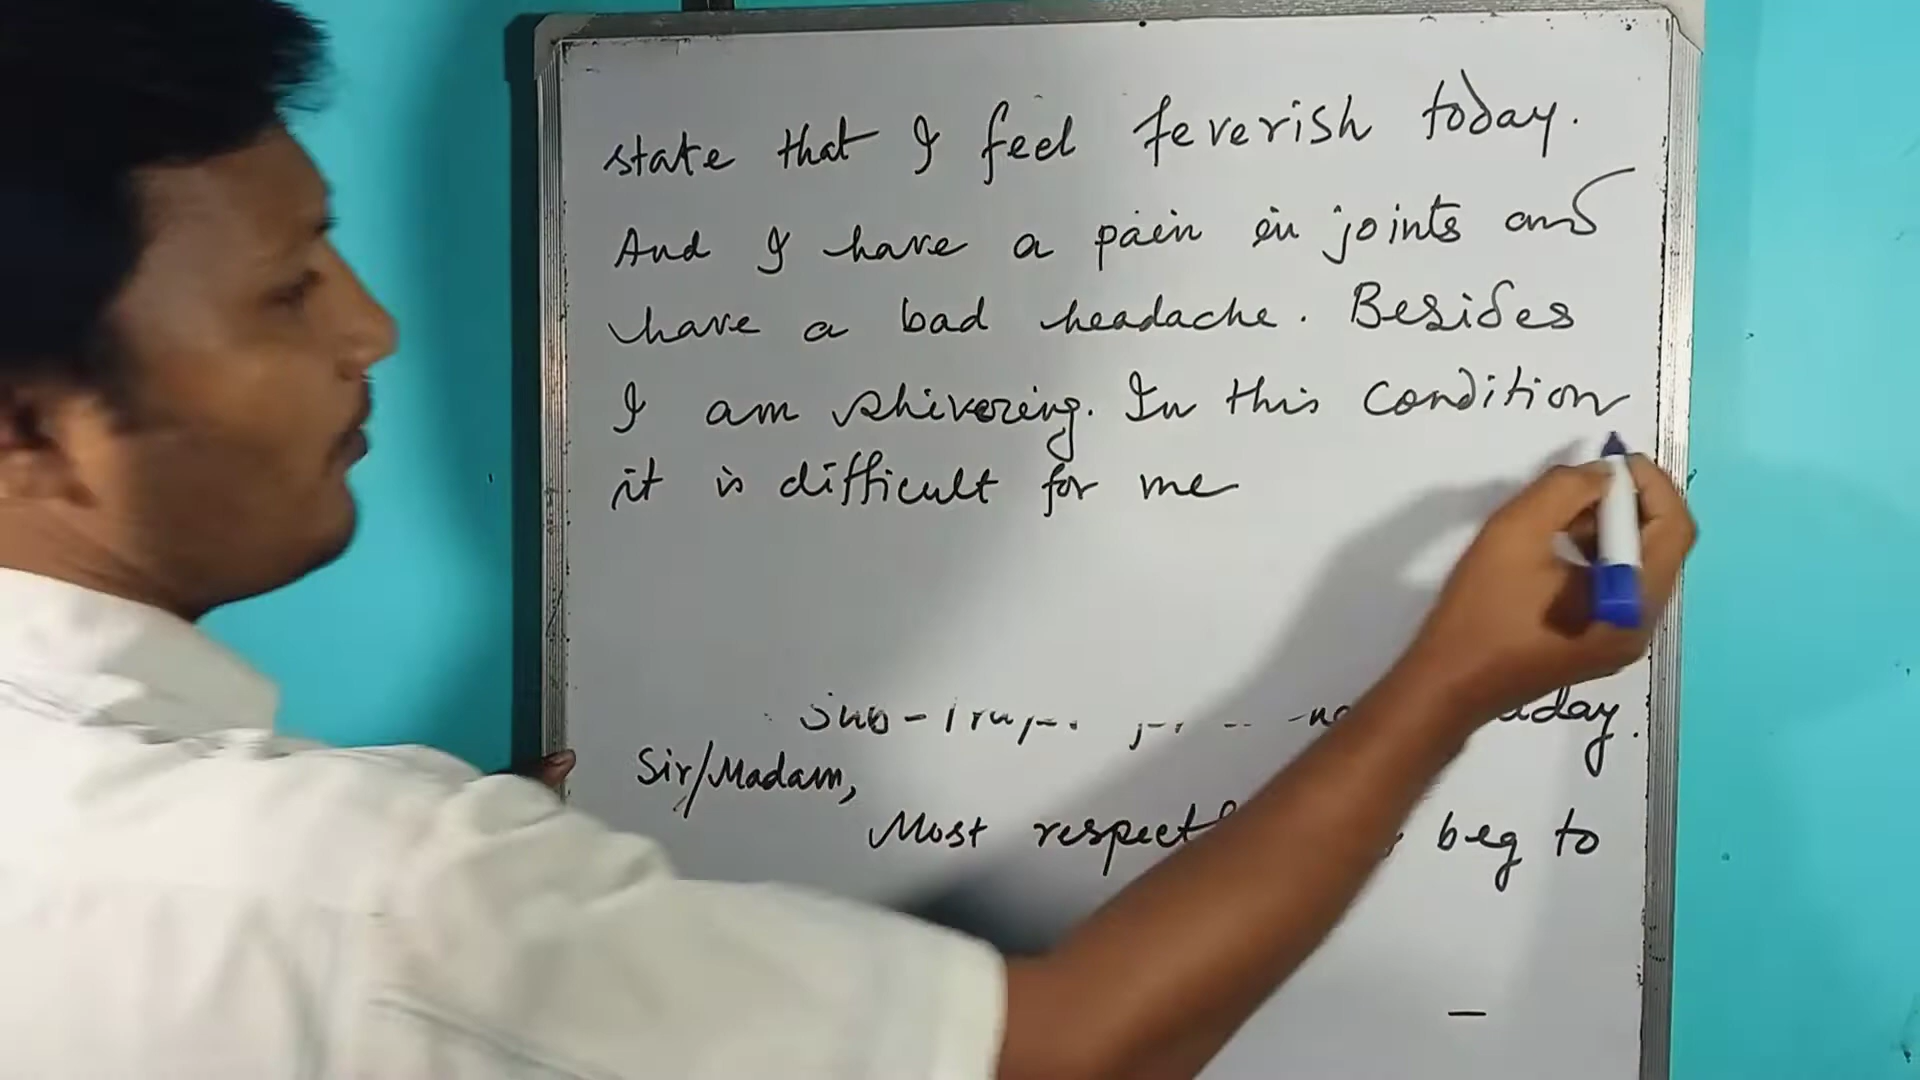 state that I feel feverish today.
And I have a pain in joints and
have a bad headache. Besides
I am shivering. In this condition
it is difficult for me
Sir/Madam,
Most beg to